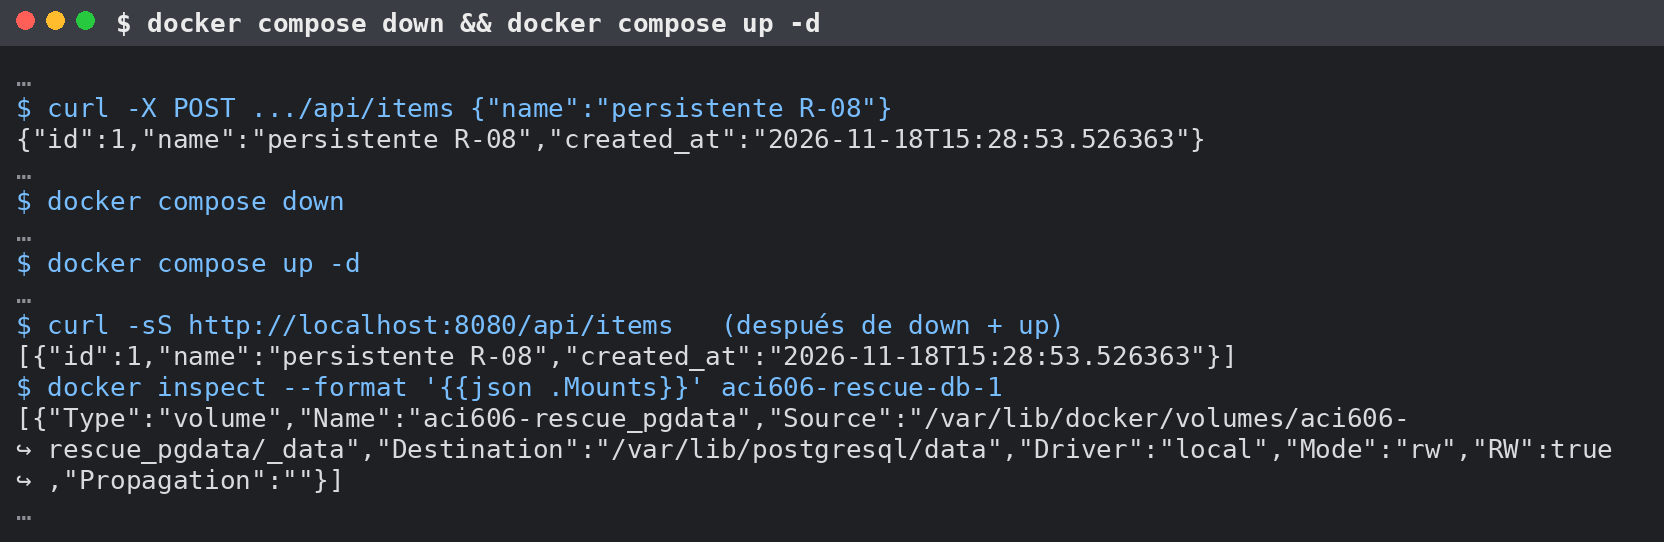 $ docker compose down && docker compose up -d
…
$ curl -X POST .../api/items {"name":"persistente R-08"}
{"id":1,"name":"persistente R-08","created_at":"2026-11-18T15:28:53.526363"}
…
$ docker compose down
…
$ docker compose up -d
…
$ curl -sS http://localhost:8080/api/items   (después de down + up)
[{"id":1,"name":"persistente R-08","created_at":"2026-11-18T15:28:53.526363"}]
$ docker inspect --format '{{json .Mounts}}' aci606-rescue-db-1
[{"Type":"volume","Name":"aci606-rescue_pgdata","Source":"/var/lib/docker/volumes/aci606-
↪ rescue_pgdata/_data","Destination":"/var/lib/postgresql/data","Driver":"local","Mode":"rw","RW":true
↪ ,"Propagation":""}]
…